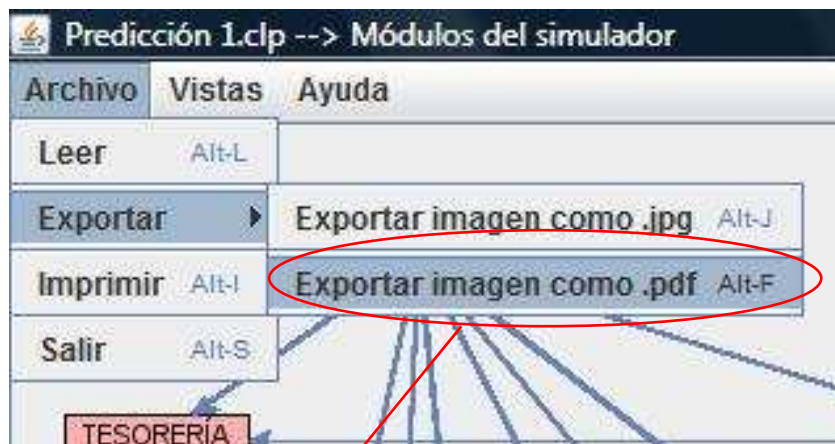 Predicción 1.clp --> Módulos del simulador
Archivo Vistas Ayuda
Leer Alt-L
Exportar Exportar imagen como .jpg Alt-J
Imprimir Alt-I Exportar imagen como .pdf Alt-F
Salir Alt-S
TESORERÍA